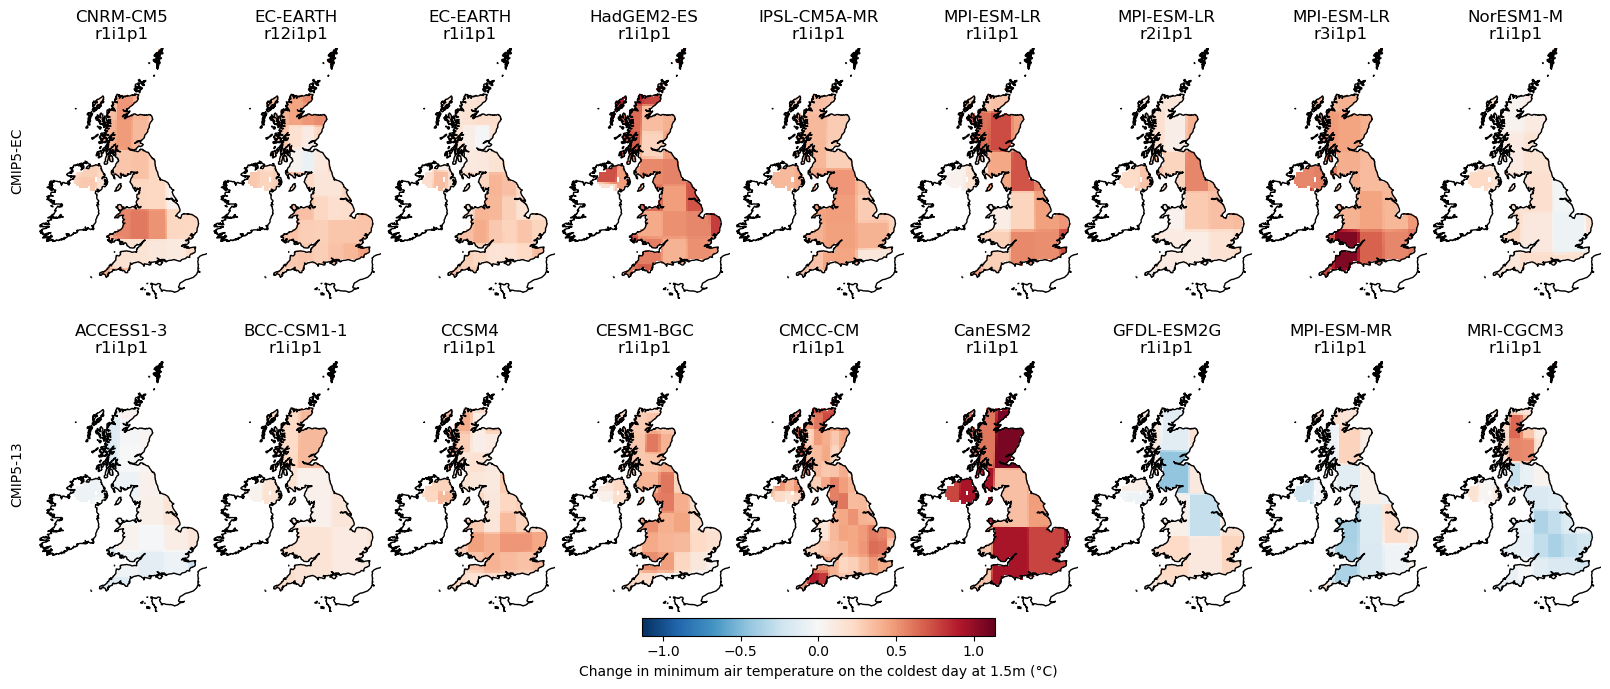 CNRM-CM5
r1i1p1
EC-EARTH
r12i1p1
EC-EARTH
r1i1p1
HadGEM2-ES
r1i1p1
IPSL-CM5A-MR
r1i1p1
MPI-ESM-LR
r1i1p1
MPI-ESM-LR
r2i1p1
MPI-ESM-LR
r3i1p1
NorESM1-M
r1i1p1
CMIP5-EC
ACCESS1-3
r1i1p1
BCC-CSM1-1
r1i1p1
CCSM4
r1i1p1
CESM1-BGC
r1i1p1
CMCC-CM
r1i1p1
CanESM2
r1i1p1
GFDL-ESM2G
r1i1p1
MPI-ESM-MR
r1i1p1
MRI-CGCM3
r1i1p1
CMIP5-13
−1.0 −0.5 0.0 0.5 1.0
Change in minimum air temperature on the coldest day at 1.5m (°C)